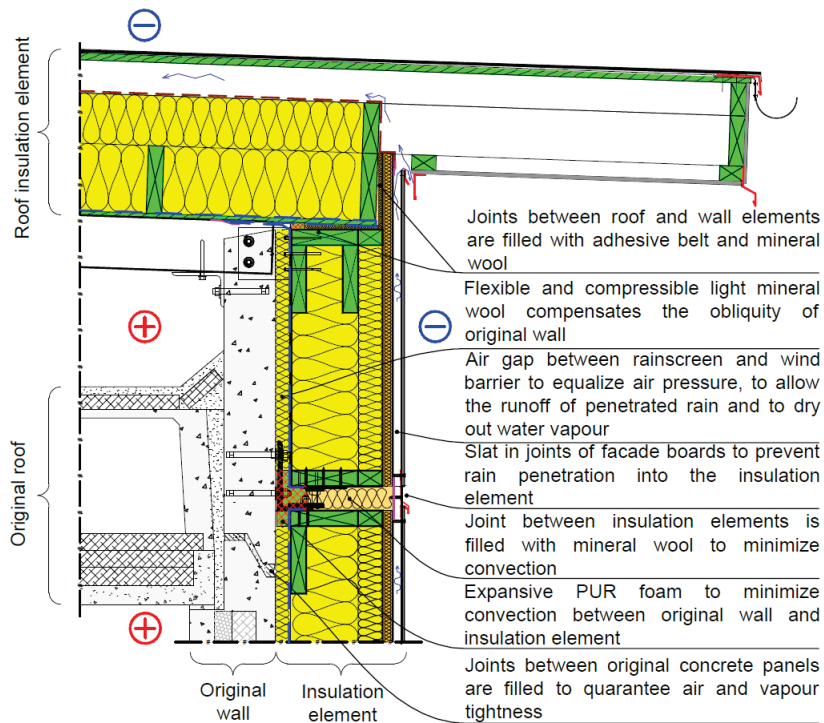 Roof insulation element
Original roof
Joints between roof and wall elements
are filled with adhesive belt and mineral
wool
Flexible and compressible light mineral
wool compensates the obliquity of
original wall
Air gap between rainscreen and wind
barrier to equalize air pressure, to allow
the runoff of penetrated rain and to dry
out water vapour
Slat in joints of facade boards to prevent
rain penetration into the insulation
element
Joint between insulation elements is
filled with mineral wool to minimize
convection
Expansive PUR foam to minimize
convection between original wall and
insulation element
Joints between original concrete panels
are filled to quarantee air and vapour
tightness
Original
wall
Insulation
element